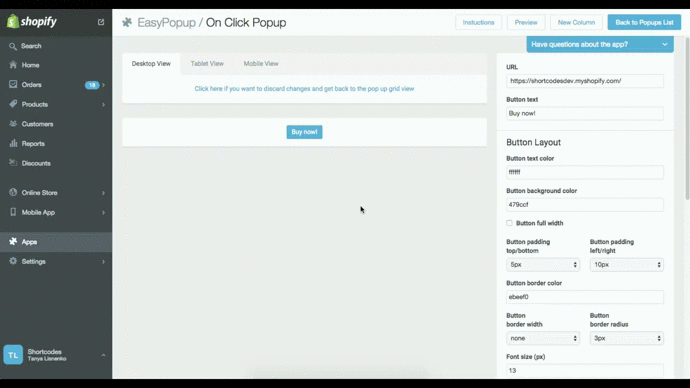 shopify
EasyPopup / On Click Popup
Instuctions
Preview
New Column
Back to Popups List
Have questions about the app?
Search
Home
Orders
18
Products
Customers
Reports
Discounts
Online Store
Mobile App
Apps
Settings
TL
Shortcodes
Tanya Lisnenko
Desktop View
Tablet View
Mobile View
Click here if you want to discard changes and get back to the pop up grid view
Buy now!
URL
https://shortcodesdev.myshopify.com/
Button text
Buy now!
Button Layout
Button text color
ffffff
Button background color
479ccf
Button full width
Button padding
top/bottom
Button padding
left/right
5px
10px
Button border color
ebeef0
Button
border width
Button
border radius
none
3px
Font size (px)
13